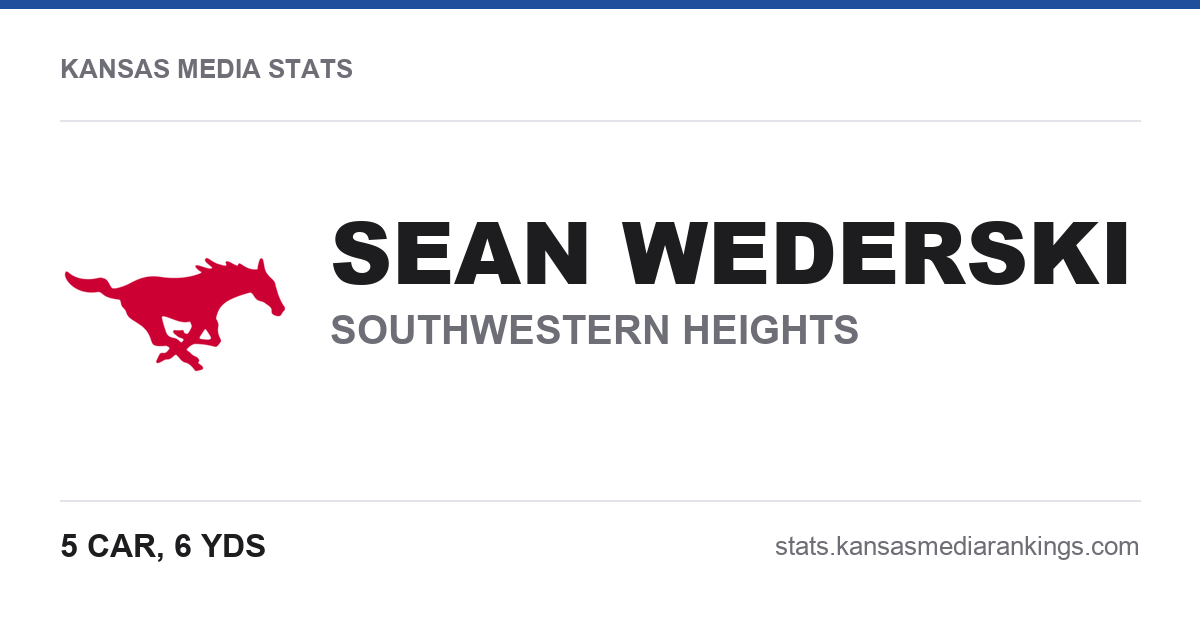 KANSAS MEDIA STATS
SEAN WEDERSKI
SOUTHWESTERN HEIGHTS
5 CAR, 6 YDS
stats.kansasmediarankings.com